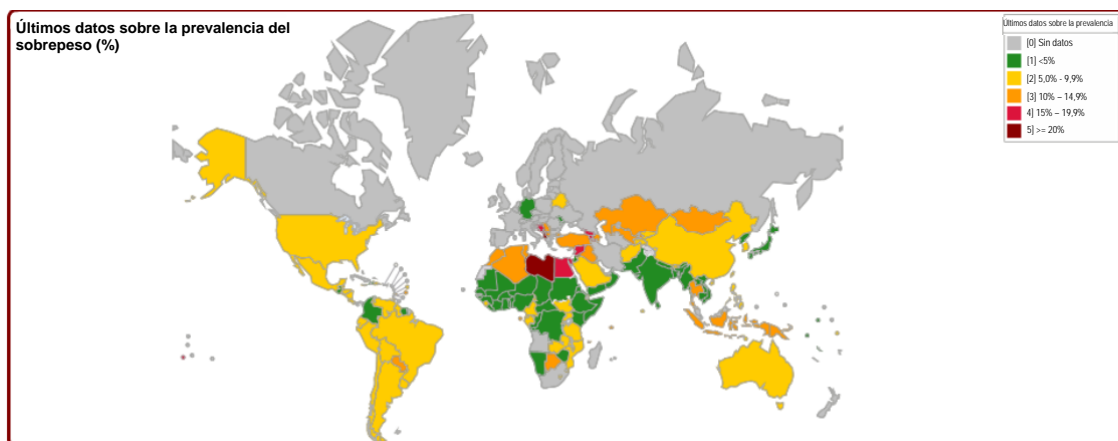 Últimos datos sobre la prevalencia del
sobrepeso (%)
Últimos datos sobre la prevalencia
[0] Sin datos
[1] <5%
[2] 5,0% - 9,9%
[3] 10% – 14,9%
4] 15% – 19,9%
5] >= 20%